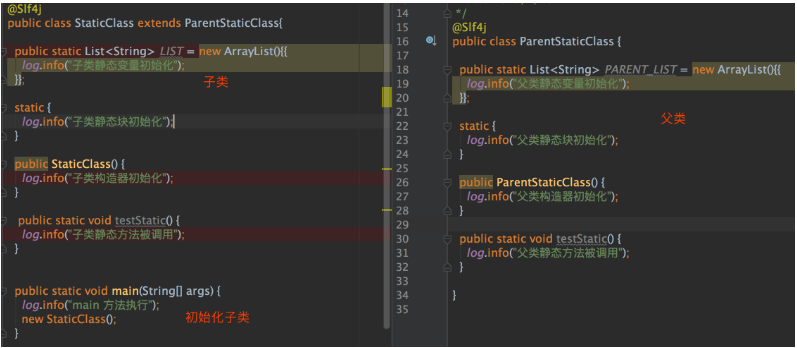 @Slf4j
public class StaticClass extends ParentStaticClass{
public static List<String> LIST = new ArrayList(){{
log.info("子类静态变量初始化");
}};
子类
static {
log.info("子类静态块初始化");
}
public StaticClass() {
log.info("子类构造器初始化");
}
public static void testStatic() {
log.info("子类静态方法被调用");
}
public static void main(String[] args) {
log.info("main 方法执行");
new StaticClass();
初始化子类
}
14 */
15 @Slf4j
16 public class ParentStaticClass {
17
18 public static List<String> PARENT_LIST = new ArrayList(){{
19 log.info("父类静态变量初始化");
20 }};
21
父类
22 static {
23 log.info("父类静态块初始化");
24 }
25
26 public ParentStaticClass() {
27 log.info("父类构造器初始化");
28 }
29
30 public static void testStatic() {
31 log.info("父类静态方法被调用");
32 }
33
34 }
35